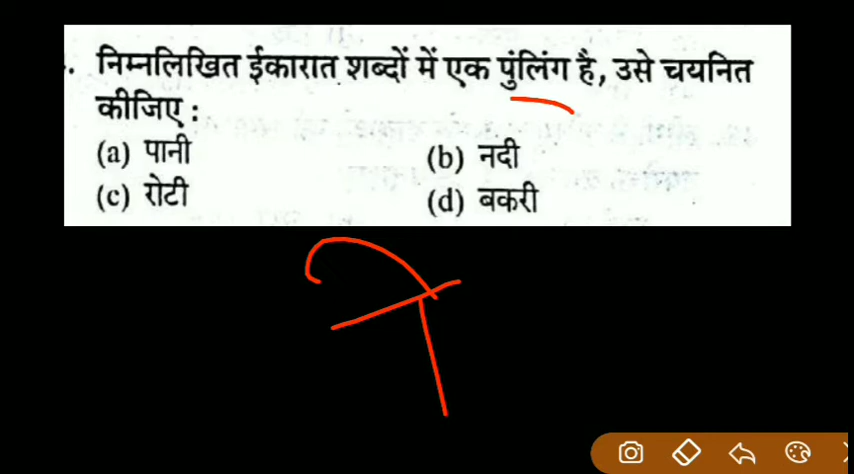 निम्नलिखित ईकारात शब्दों में एक पुंलिंग है, उसे चयनित
कीजिए :
(a) पानी (b) नदी
(c) रोटी (d) बकरी